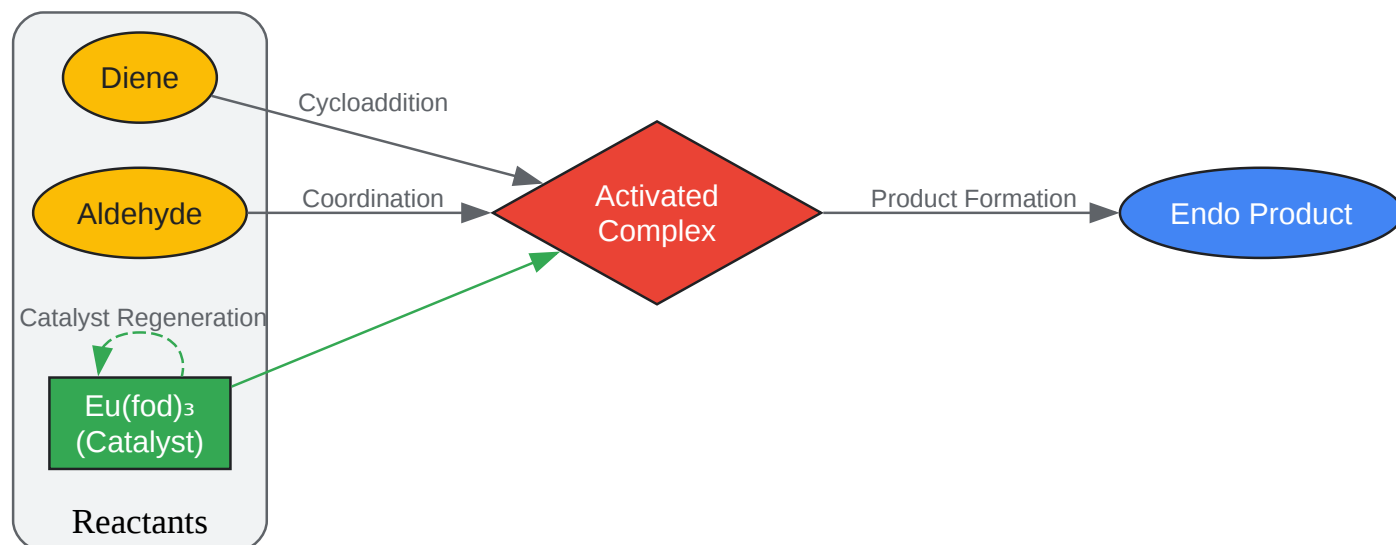 Diene
Cycloaddition
Aldehyde
Coordination
Activated
Complex
Product Formation
Endo Product
Catalyst Regeneration
Eu(fod)₃
(Catalyst)
Reactants